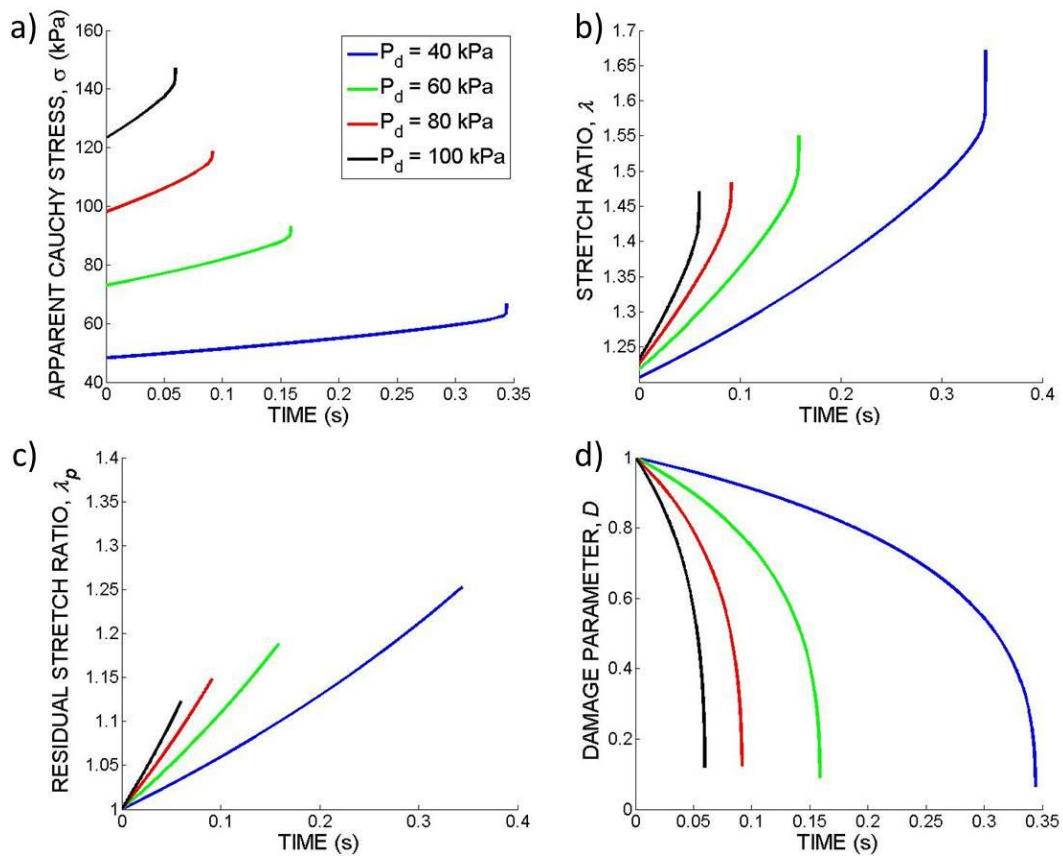 a)
APPARENT CAUCHY STRESS, σ (kPa)
160
140
120
100
80
60
40
0 0.05 0.1 0.15 0.2 0.25 0.3 0.35
TIME (s)
P_d = 40 kPa
P_d = 60 kPa
P_d = 80 kPa
P_d = 100 kPa
b)
STRETCH RATIO, λ
1.7
1.65
1.6
1.55
1.5
1.45
1.4
1.35
1.3
1.25
0 0.1 0.2 0.3 0.4
TIME (s)
c)
RESIDUAL STRETCH RATIO, λ_p
1.4
1.35
1.3
1.25
1.2
1.15
1.1
1.05
1
0 0.1 0.2 0.3 0.4
TIME (s)
d)
DAMAGE PARAMETER, D
1
0.8
0.6
0.4
0.2
0
0 0.05 0.1 0.15 0.2 0.25 0.3 0.35
TIME (s)